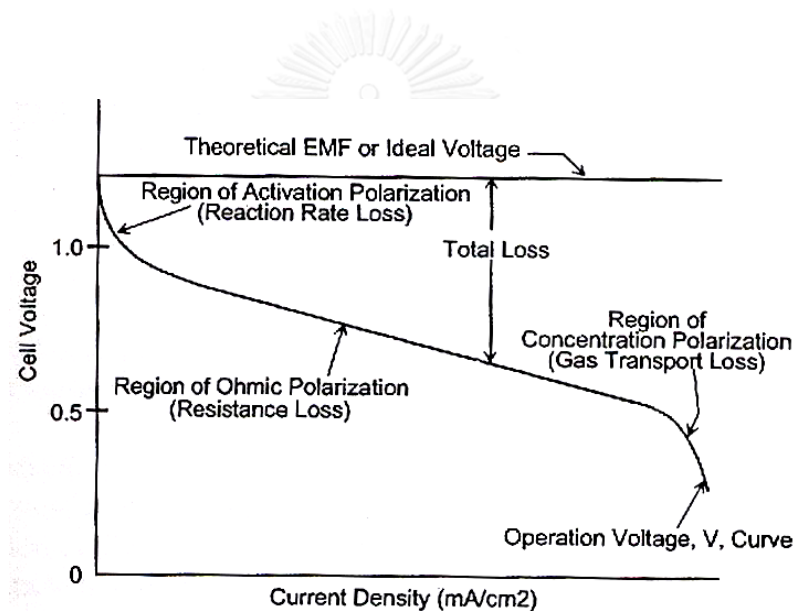 Theoretical EMF or Ideal Voltage
Region of Activation Polarization
(Reaction Rate Loss)
1.0
Total Loss
Cell Voltage
Region of
Concentration Polarization
(Gas Transport Loss)
Region of Ohmic Polarization
(Resistance Loss)
0.5
Operation Voltage, V, Curve
0
Current Density (mA/cm2)